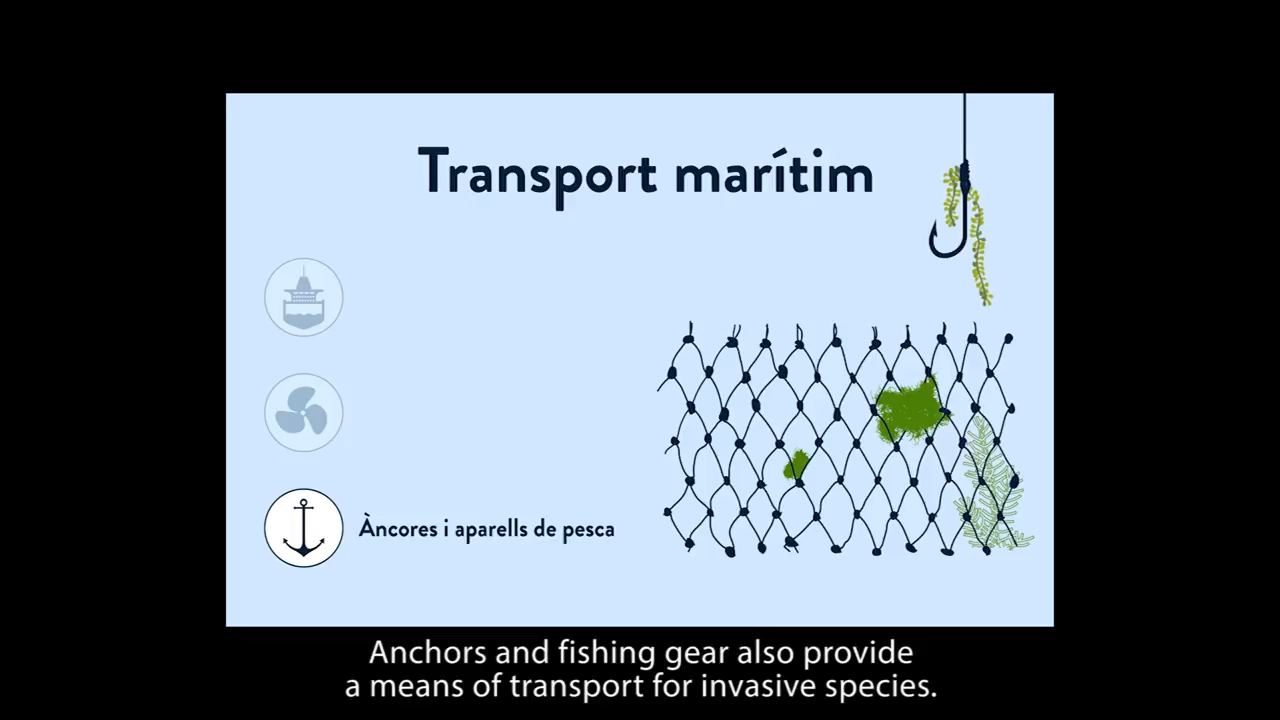 Transport marítim
Àncores i aparells de pesca
Anchors and fishing gear also provide
a means of transport for invasive species.